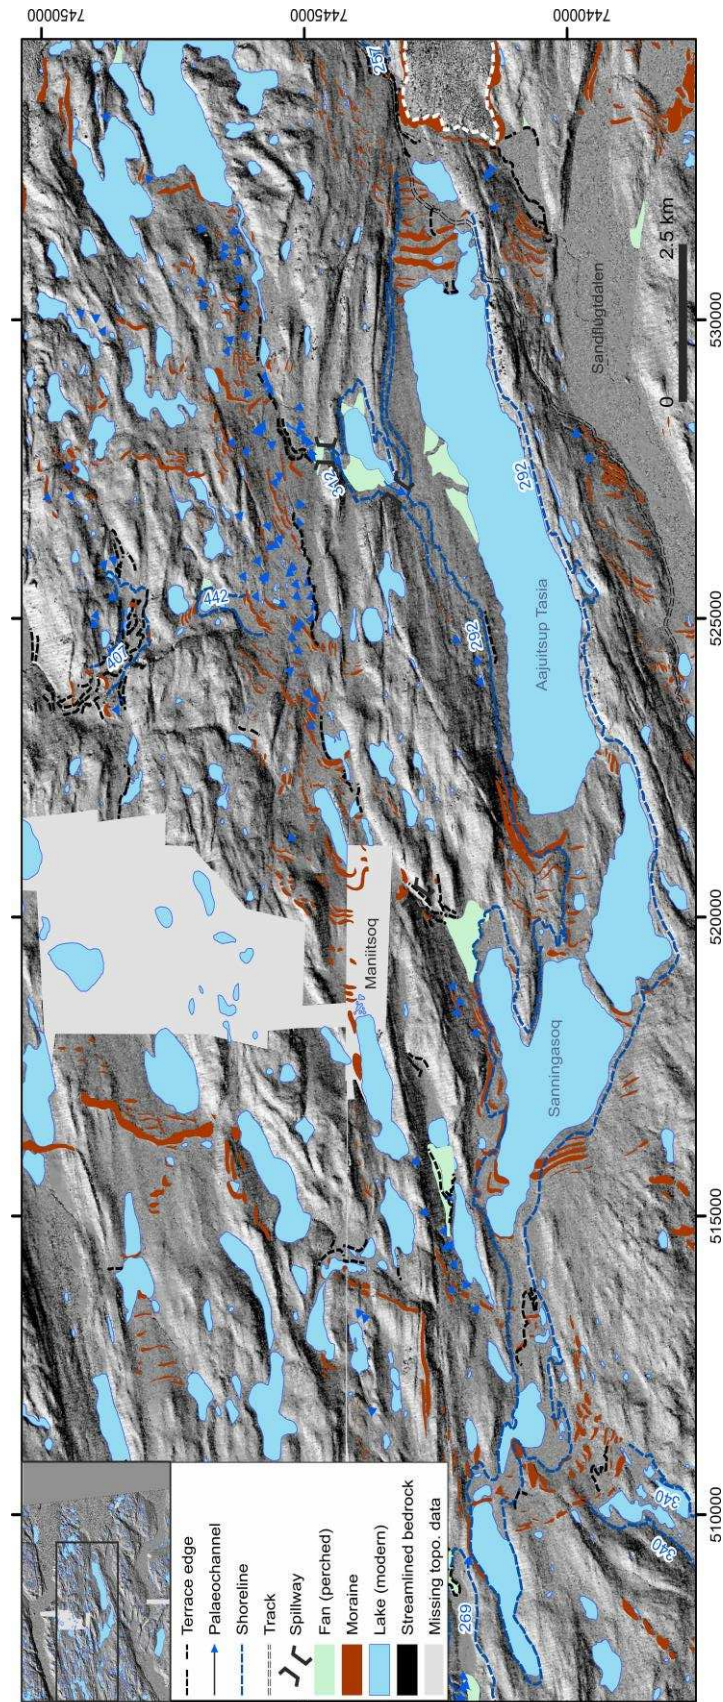 7450000
7445000
7440000
257
530000
Sandflugtdalen
2.5 km
0
312
442
407
292
292
525000
Aajuitsup Tasia
520000
Maniitsoq
Sanningasoq
515000
510000
340
340
269
Terrace edge
Palaeochannel
Shoreline
Track
Spillway
Fan (perched)
Moraine
Lake (modern)
Streamlined bedrock
Missing topo. data